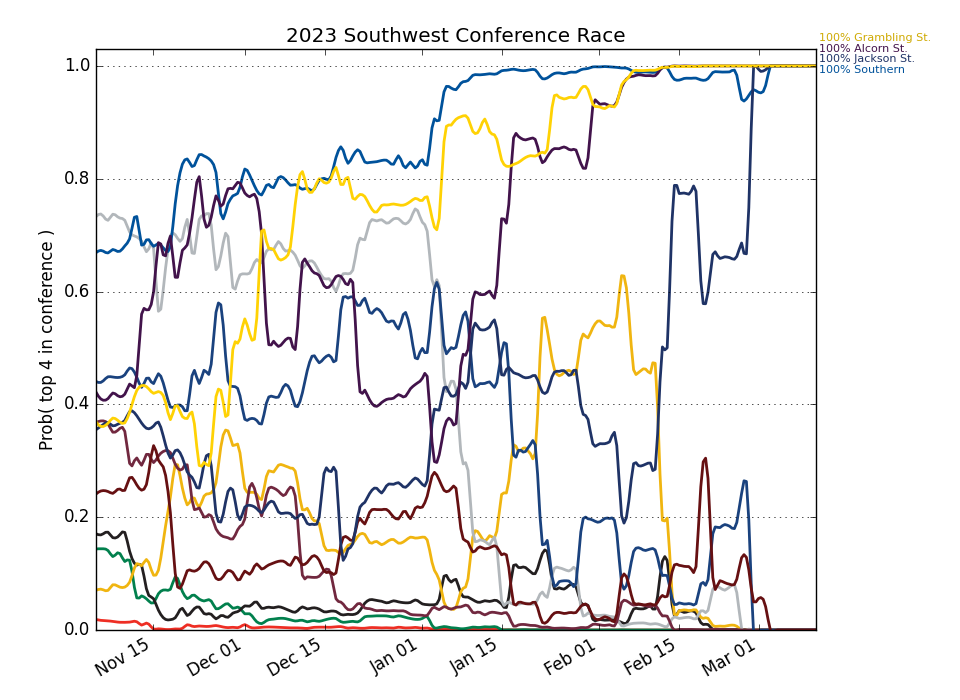 2023 Southwest Conference Race
100% Grambling St.
100% Alcorn St.
100% Jackson St.
100% Southern
Prob( top 4 in conference )
1.0
0.8
0.6
0.4
0.2
0.0
Nov 15
Dec 01
Dec 15
Jan 01
Jan 15
Feb 01
Feb 15
Mar 01